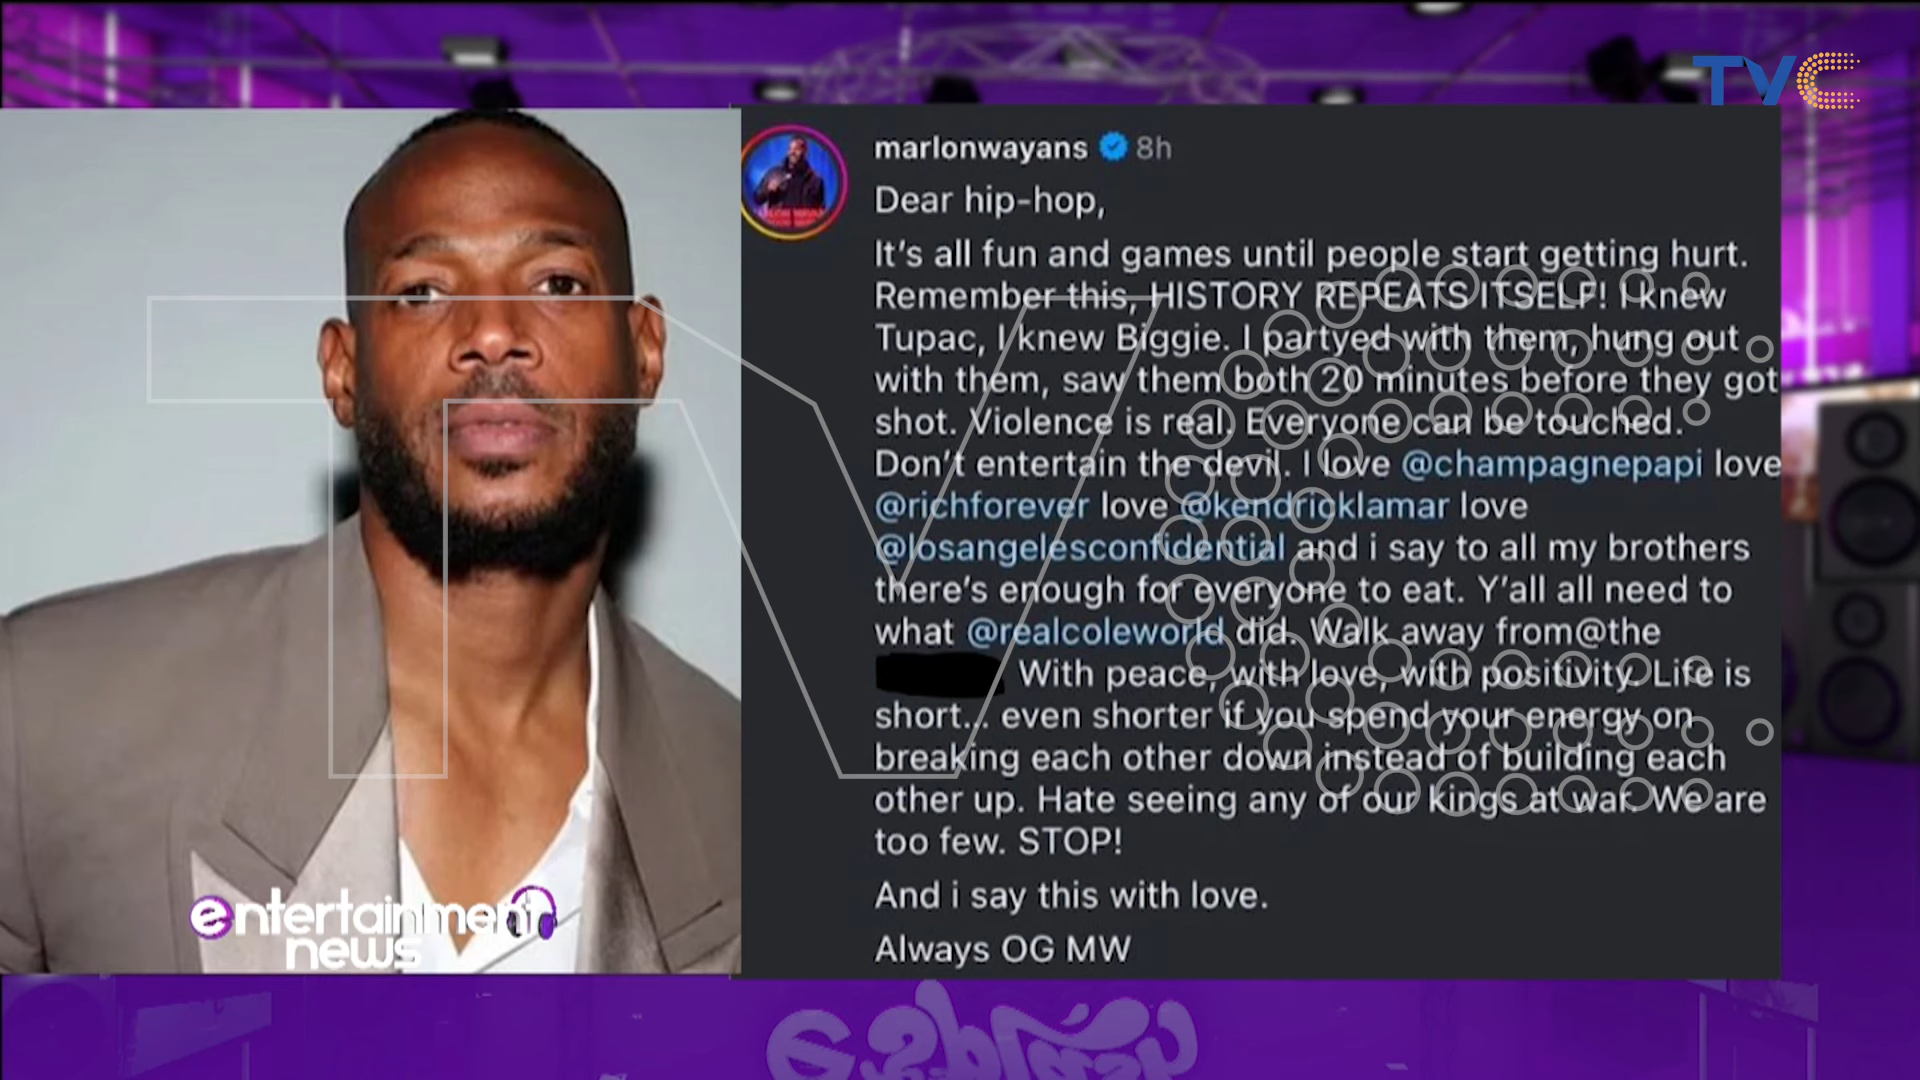 TVC
marlonwayans 8h
Dear hip-hop,
It's all fun and games until people start getting hurt.
Remember this, HISTORY REPEATS ITSELF! I knew
Tupac, I knew Biggie. I partyed with them, hung out
with them, saw them both 20 minutes before they got
shot. Violence is real. Everyone can be touched.
Don't entertain the devil. I love @champagnepapi love
@richforever love @kendricklamar love
@losangelesconfidential and i say to all my brothers
there's enough for everyone to eat. Y'all all need to
what @realcoleworld did. Walk away from@the
With peace, with love, with positivity. Life is
short... even shorter if you spend your energy on
breaking each other down instead of building each
other up. Hate seeing any of our kings at war. We are
too few. STOP!
And i say this with love.
Always OG MW
entertainment
news
TVC